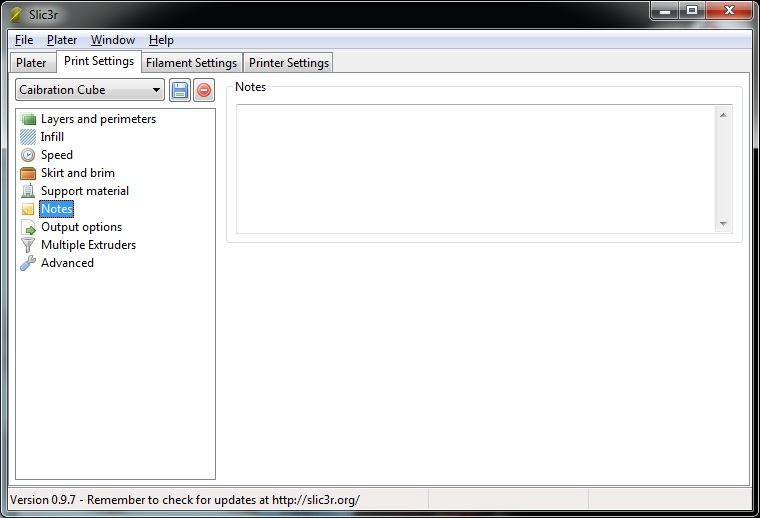 Slic3r
File Plater Window Help
Plater Print Settings Filament Settings Printer Settings
Caibration Cube
Notes
Layers and perimeters
Infill
Speed
Skirt and brim
Support material
Notes
Output options
Multiple Extruders
Advanced
Version 0.9.7 - Remember to check for updates at http://slic3r.org/